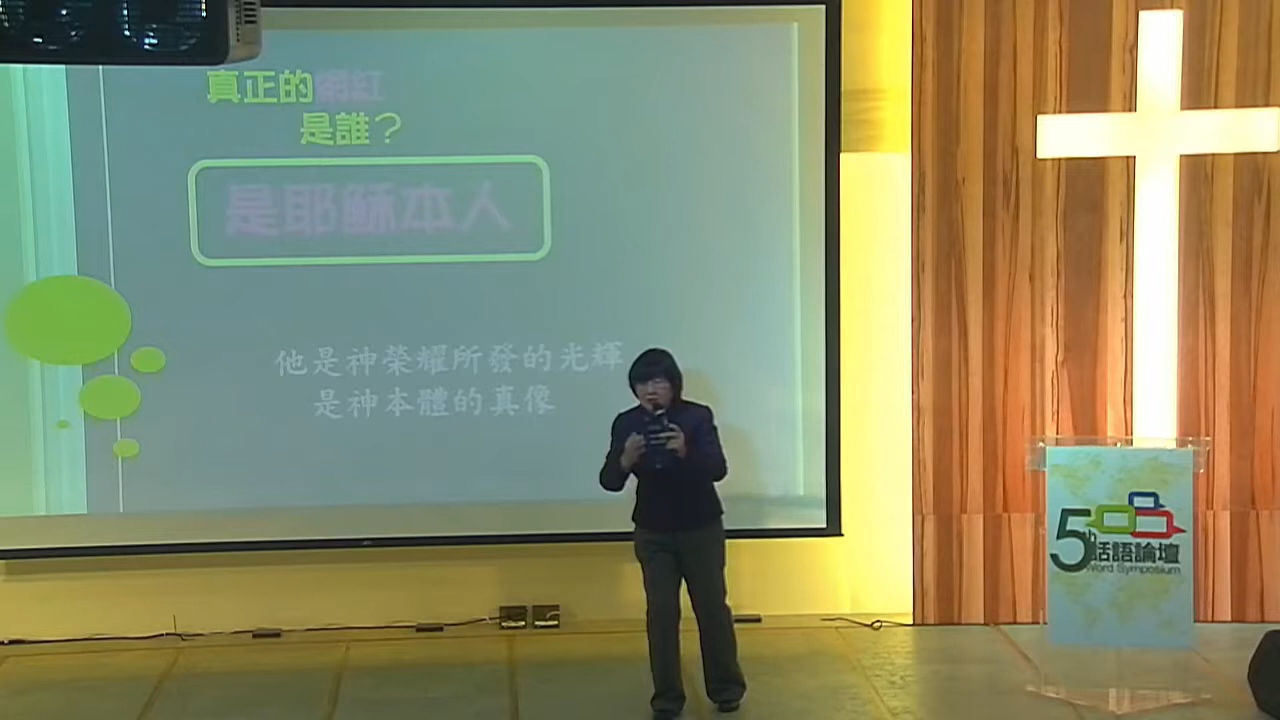 真正的網紅
是誰？
是耶穌本人
他是神榮耀所發的光輝
是神本體的真像
5th
話語論壇
Word Symposium